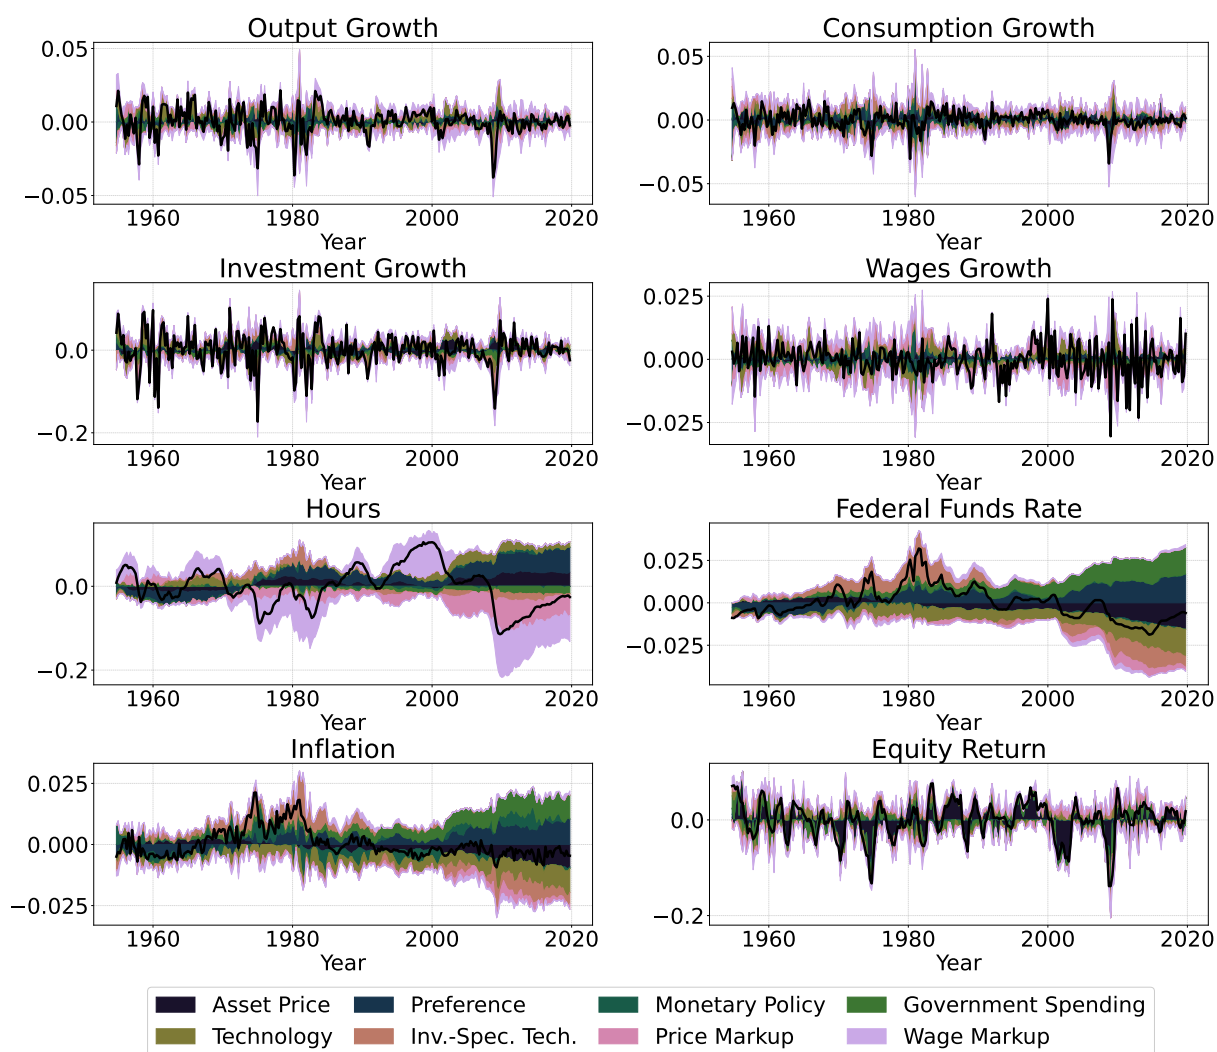 Output Growth
Consumption Growth
0.05
0.00
−0.05
1960
1980
2000
2020
Year
0.05
0.00
−0.05
1960
1980
2000
2020
Year
Investment Growth
Wages Growth
0.0
−0.2
1960
1980
2000
2020
Year
0.025
0.000
−0.025
1960
1980
2000
2020
Year
Hours
Federal Funds Rate
0.0
−0.2
1960
1980
2000
2020
Year
0.025
0.000
−0.025
1960
1980
2000
2020
Year
Inflation
Equity Return
0.025
0.000
−0.025
1960
1980
2000
2020
Year
0.0
−0.2
1960
1980
2000
2020
Year
Asset Price
Preference
Monetary Policy
Government Spending
Technology
Inv.-Spec. Tech.
Price Markup
Wage Markup